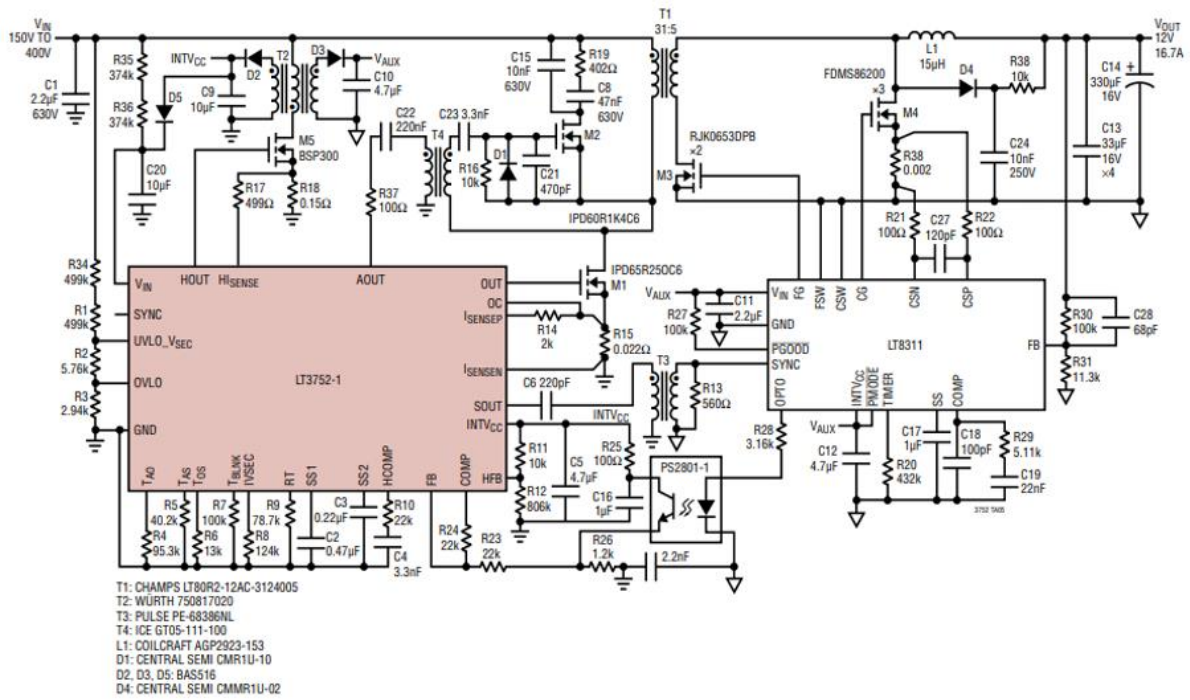 VIN
150V TO
400V
C1
2.2µF
630V
R35
374k
R36
374k
INTVCC
D2
T2
D3
VAUX
C10
4.7µF
C9
10µF
D5
C20
10µF
M5
BSP300
R17
499Ω
R18
0.15Ω
C22
220nF
R37
100Ω
T4
C23 3.3nF
R16
10k
D1
C21
470pF
M2
C15
10nF
630V
R19
402Ω
C8
47nF
630V
T1
31:5
IPD60R1K4C6
RJK0653DPB
×2
M3
L1
15µH
FDMS86200
×3
M4
D4
R38
10k
R38
0.002
C24
10nF
250V
R21
100Ω
C27
120pF
R22
100Ω
VOUT
12V
16.7A
C14
330µF
16V
+
C13
33µF
16V
×4
R34
499k
R1
499k
R2
5.76k
R3
2.94k
VIN
SYNC
UVLO_VSEC
OVLO
GND
HOUT
HISENSE
AOUT
LT3752-1
OUT
OC
ISENSEP
ISENSEN
SOUT
INTVCC
HFB
TAO
TAS
TOS
TBLNK
IVSEC
RT
SS1
SS2
HCOMP
FB
COMP
IPD65R25OC6
M1
R14
2k
R15
0.022Ω
C6 220pF
INTVCC
T3
R13
560Ω
VAUX
C11
2.2µF
R27
100k
VIN
GND
PGOOD
SYNC
OPTO
FG
FSW
CSW
CG
CSN
CSP
LT8311
FB
INTVCC
PMODE
TIMER
SS
COMP
R30
100k
C28
68pF
R31
11.3k
VAUX
C12
4.7µF
R20
432k
C17
1µF
C18
100pF
R29
5.11k
C19
22nF
3752 TA05
R28
3.16k
PS2801-1
R11
10k
R12
806k
C5
4.7µF
R25
100Ω
C16
1µF
R5
40.2k
R4
95.3k
R6
13k
R7
100k
R8
124k
R9
78.7k
C3
0.22µF
C2
0.47µF
R10
22k
C4
3.3nF
R24
22k
R23
22k
R26
1.2k
2.2nF
T1: CHAMPS LT80R2-12AC-3124005
T2: WÜRTH 750817020
T3: PULSE PE-68386NL
T4: ICE GT05-111-100
L1: COILCRAFT AGP2923-153
D1: CENTRAL SEMI CMR1U-10
D2, D3, D5: BAS516
D4: CENTRAL SEMI CMMR1U-02